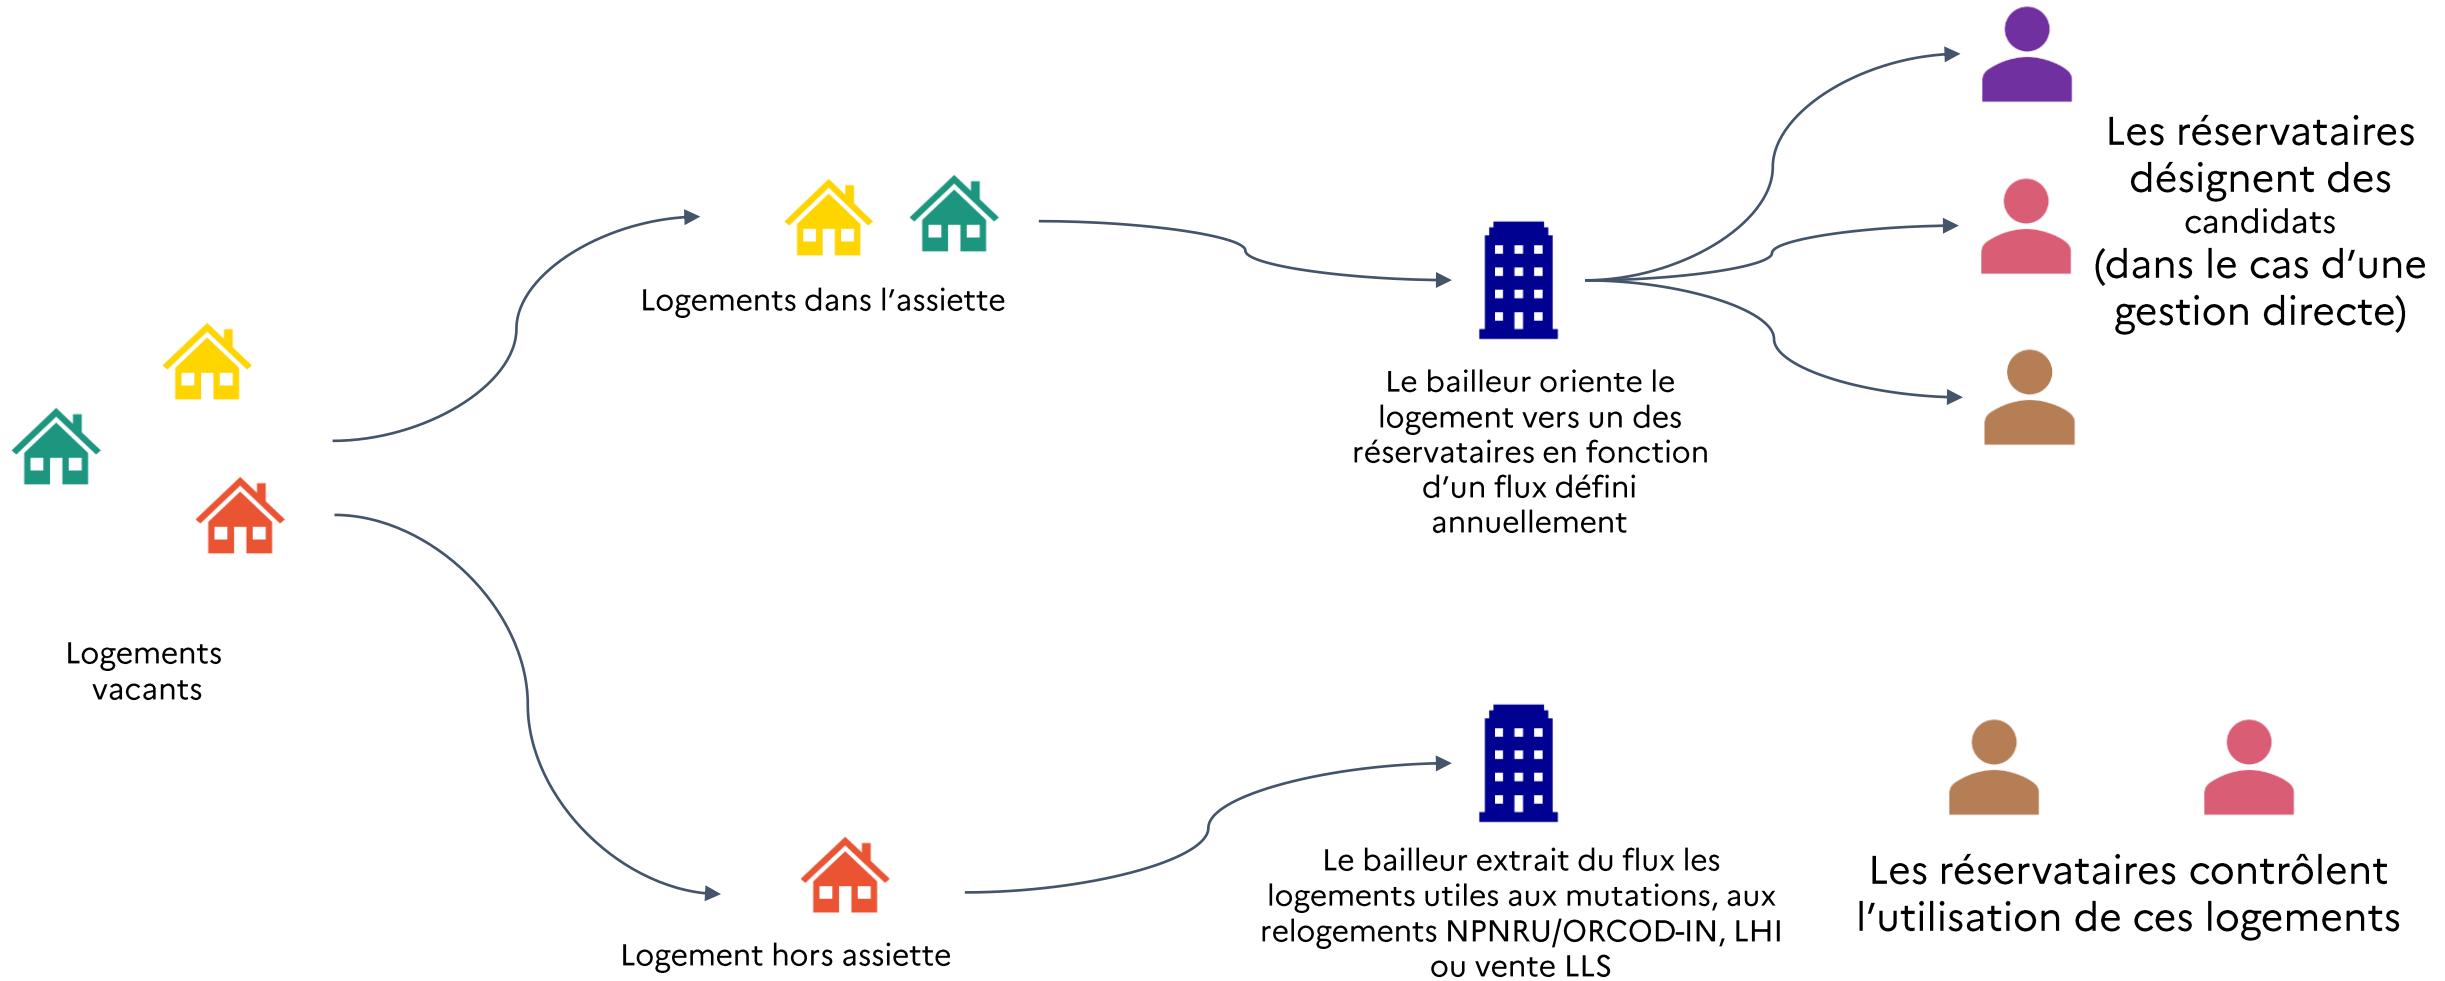 Les réservataires
désignent des
candidats
(dans le cas d’une
gestion directe)
Logements dans l’assiette
Le bailleur oriente le
logement vers un des
réservataires en fonction
d’un flux défini
annuellement
Logements
vacants
Logement hors assiette
Le bailleur extrait du flux les
logements utiles aux mutations, aux
relogements NPNRU/ORCOD-IN, LHI
ou vente LLS
Les réservataires contrôlent
l’utilisation de ces logements